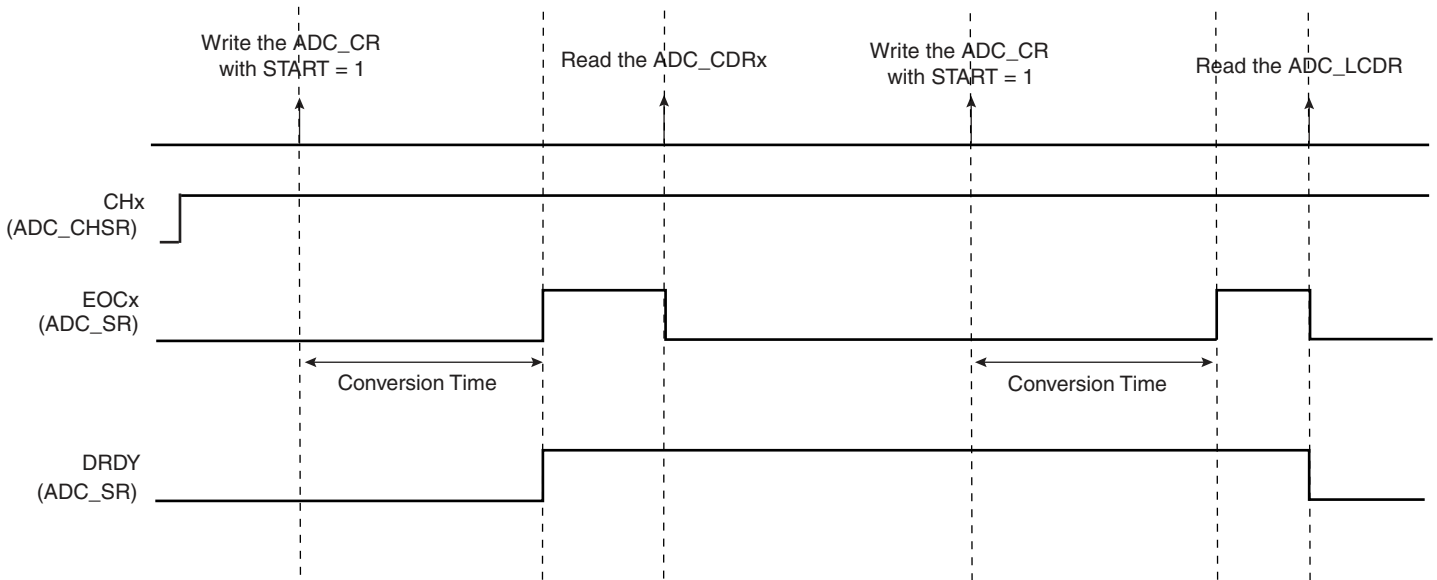 Write the ADC_CR
with START = 1
Read the ADC_CDRx
Write the ADC_CR
with START = 1
Read the ADC_LCDR
CHx
(ADC_CHSR)
EOCx
(ADC_SR)
Conversion Time
Conversion Time
DRDY
(ADC_SR)